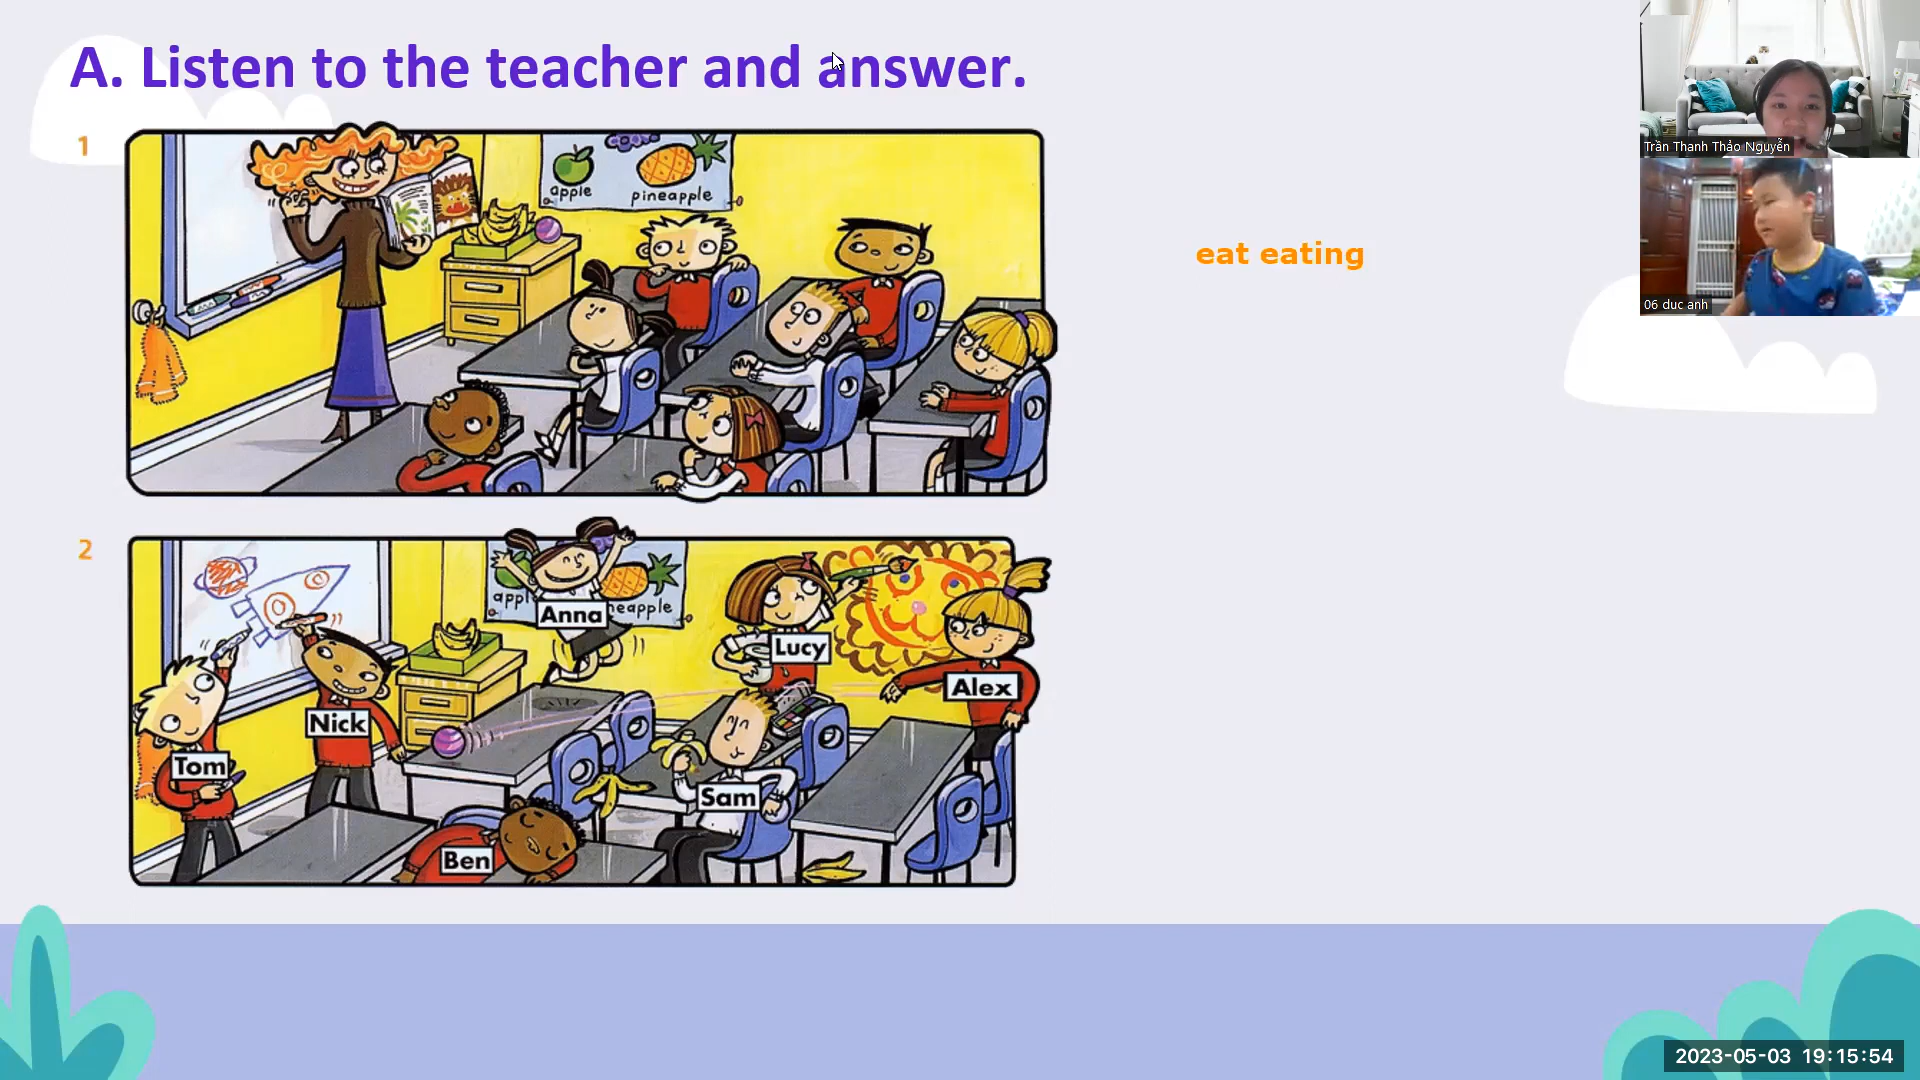 A. Listen to the teacher and answer.
Trần Thanh Thảo Nguyễn
1
apple
pineapple
eat eating
06 duc anh
2
appl
neapple
Anna
Lucy
Alex
Nick
Tom
Sam
Ben
2023-05-03 19:15:54